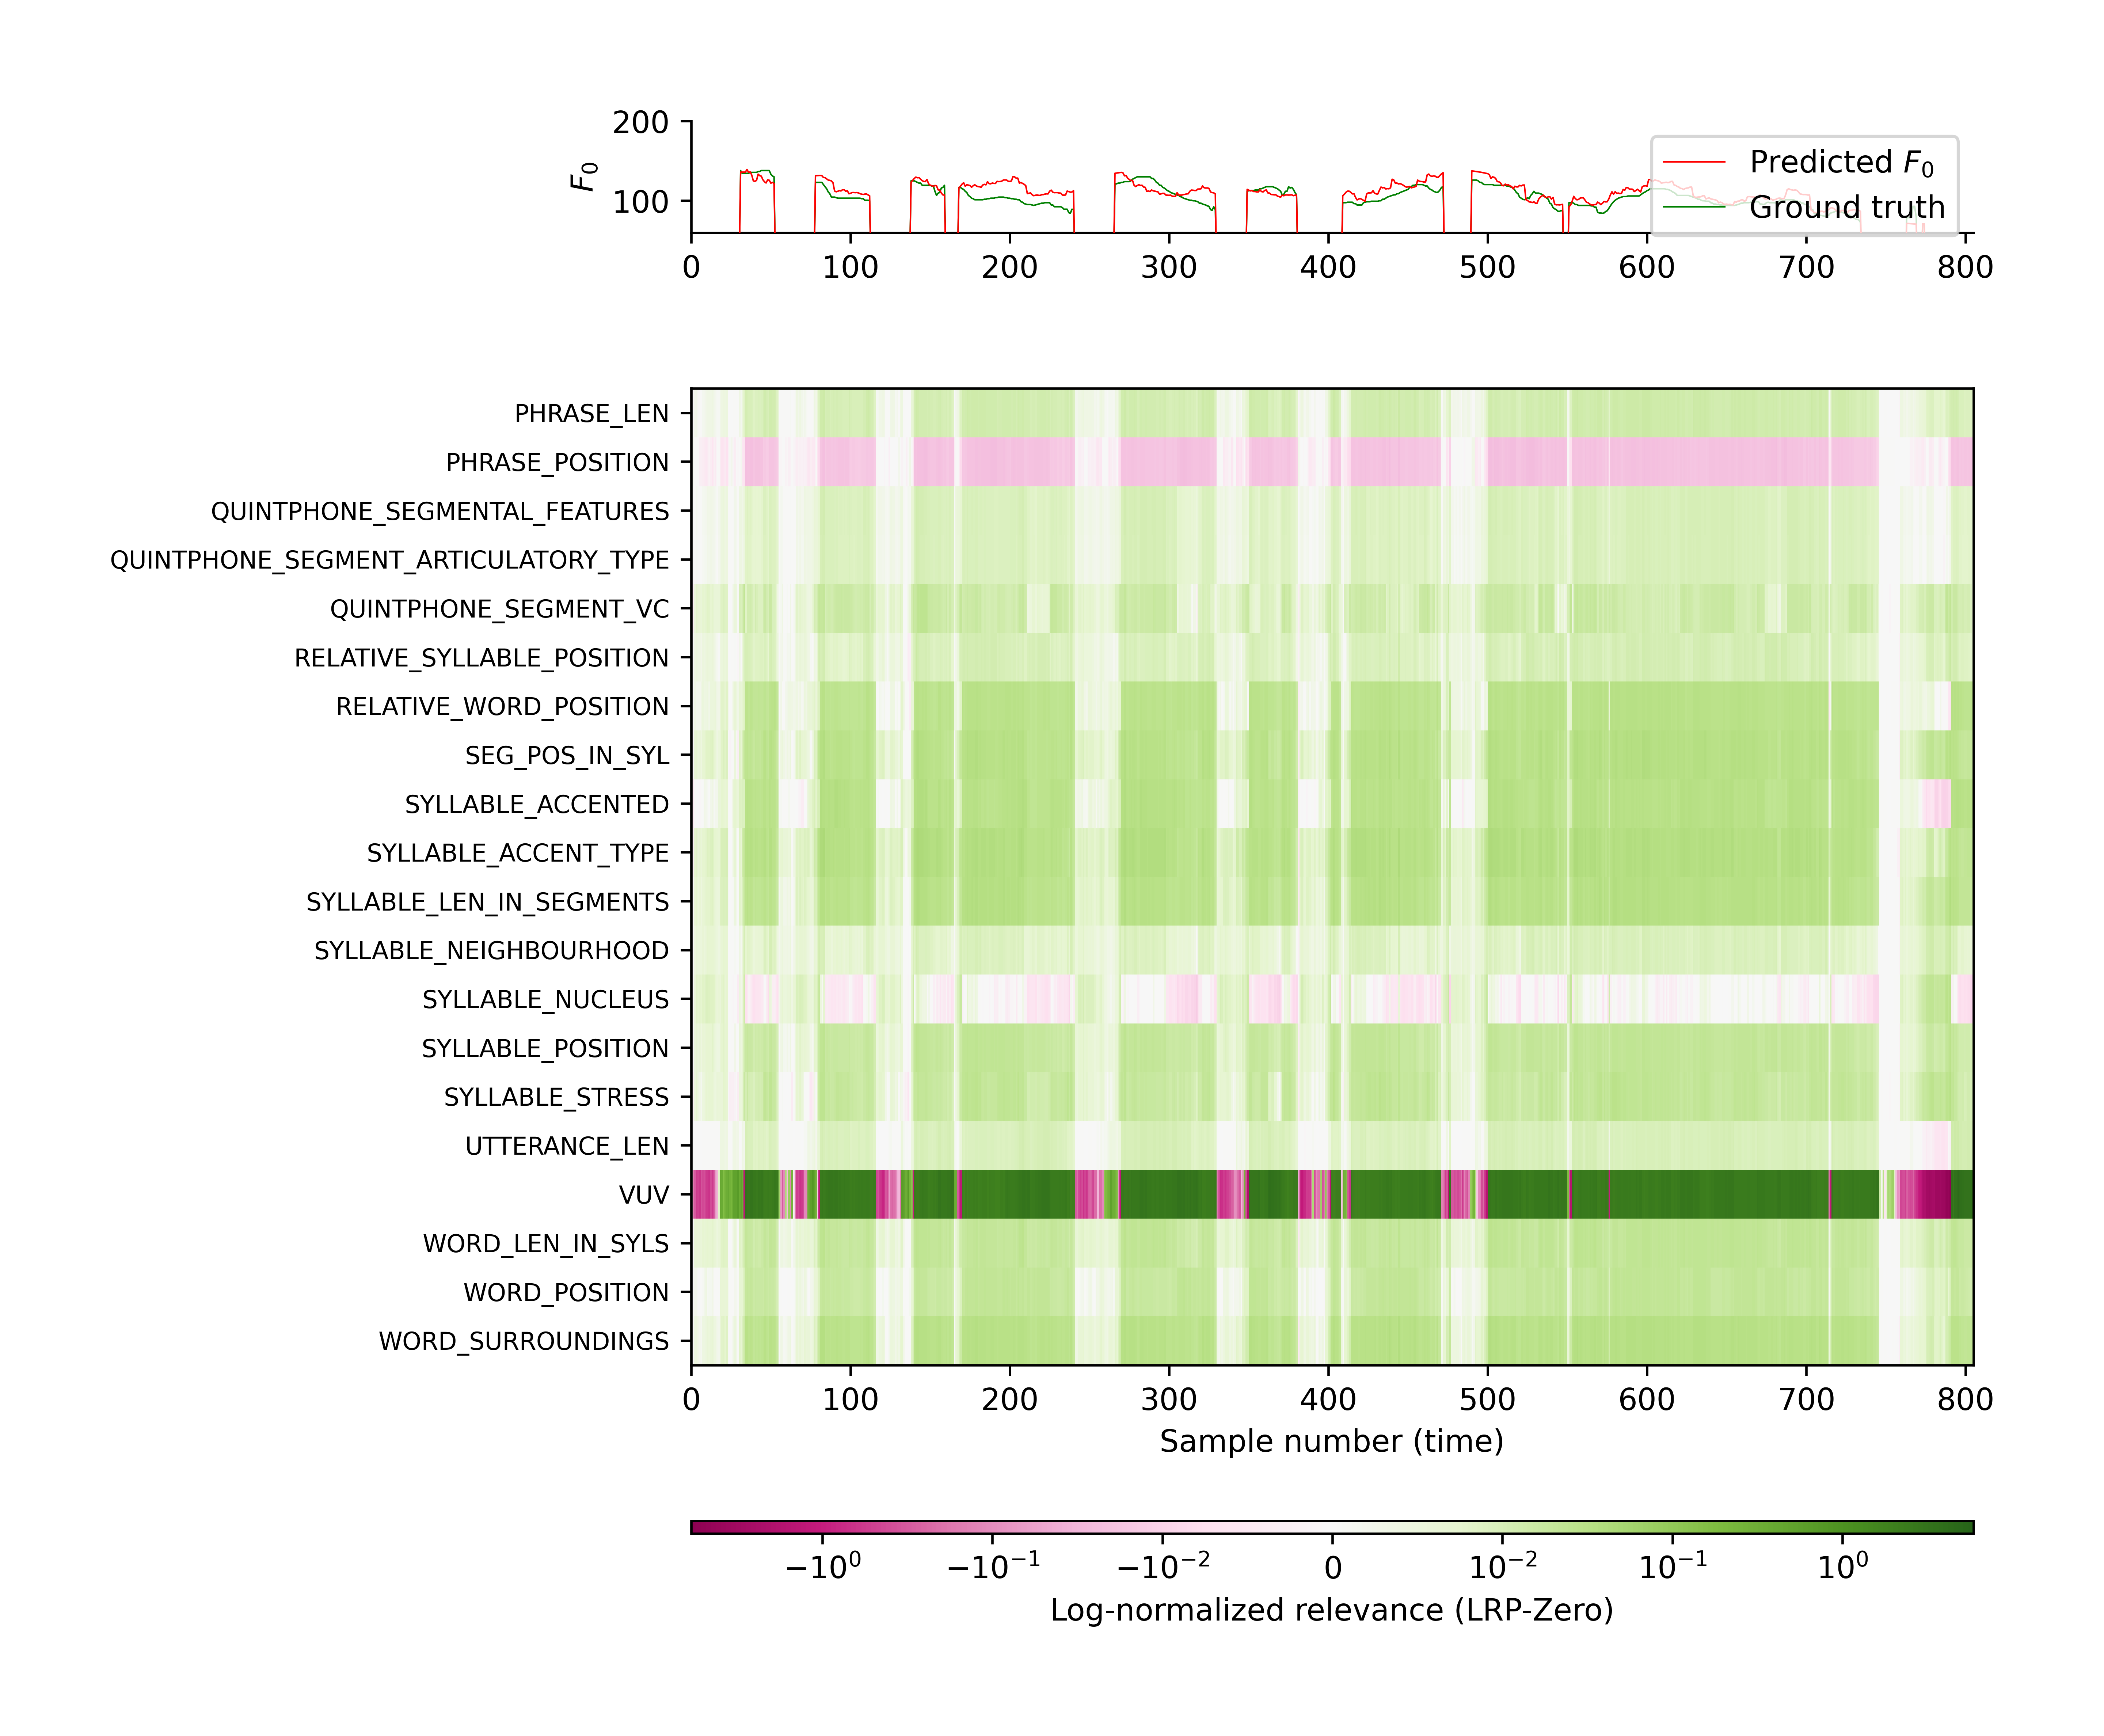 200
100
F₀
Predicted F₀
Ground truth
0 100 200 300 400 500 600 700 800
PHRASE_LEN
PHRASE_POSITION
QUINTPHONE_SEGMENTAL_FEATURES
QUINTPHONE_SEGMENT_ARTICULATORY_TYPE
QUINTPHONE_SEGMENT_VC
RELATIVE_SYLLABLE_POSITION
RELATIVE_WORD_POSITION
SEG_POS_IN_SYL
SYLLABLE_ACCENTED
SYLLABLE_ACCENT_TYPE
SYLLABLE_LEN_IN_SEGMENTS
SYLLABLE_NEIGHBOURHOOD
SYLLABLE_NUCLEUS
SYLLABLE_POSITION
SYLLABLE_STRESS
UTTERANCE_LEN
VUV
WORD_LEN_IN_SYLS
WORD_POSITION
WORD_SURROUNDINGS
0 100 200 300 400 500 600 700 800
Sample number (time)
−10⁰ −10⁻¹ −10⁻² 0 10⁻² 10⁻¹ 10⁰
Log-normalized relevance (LRP-Zero)